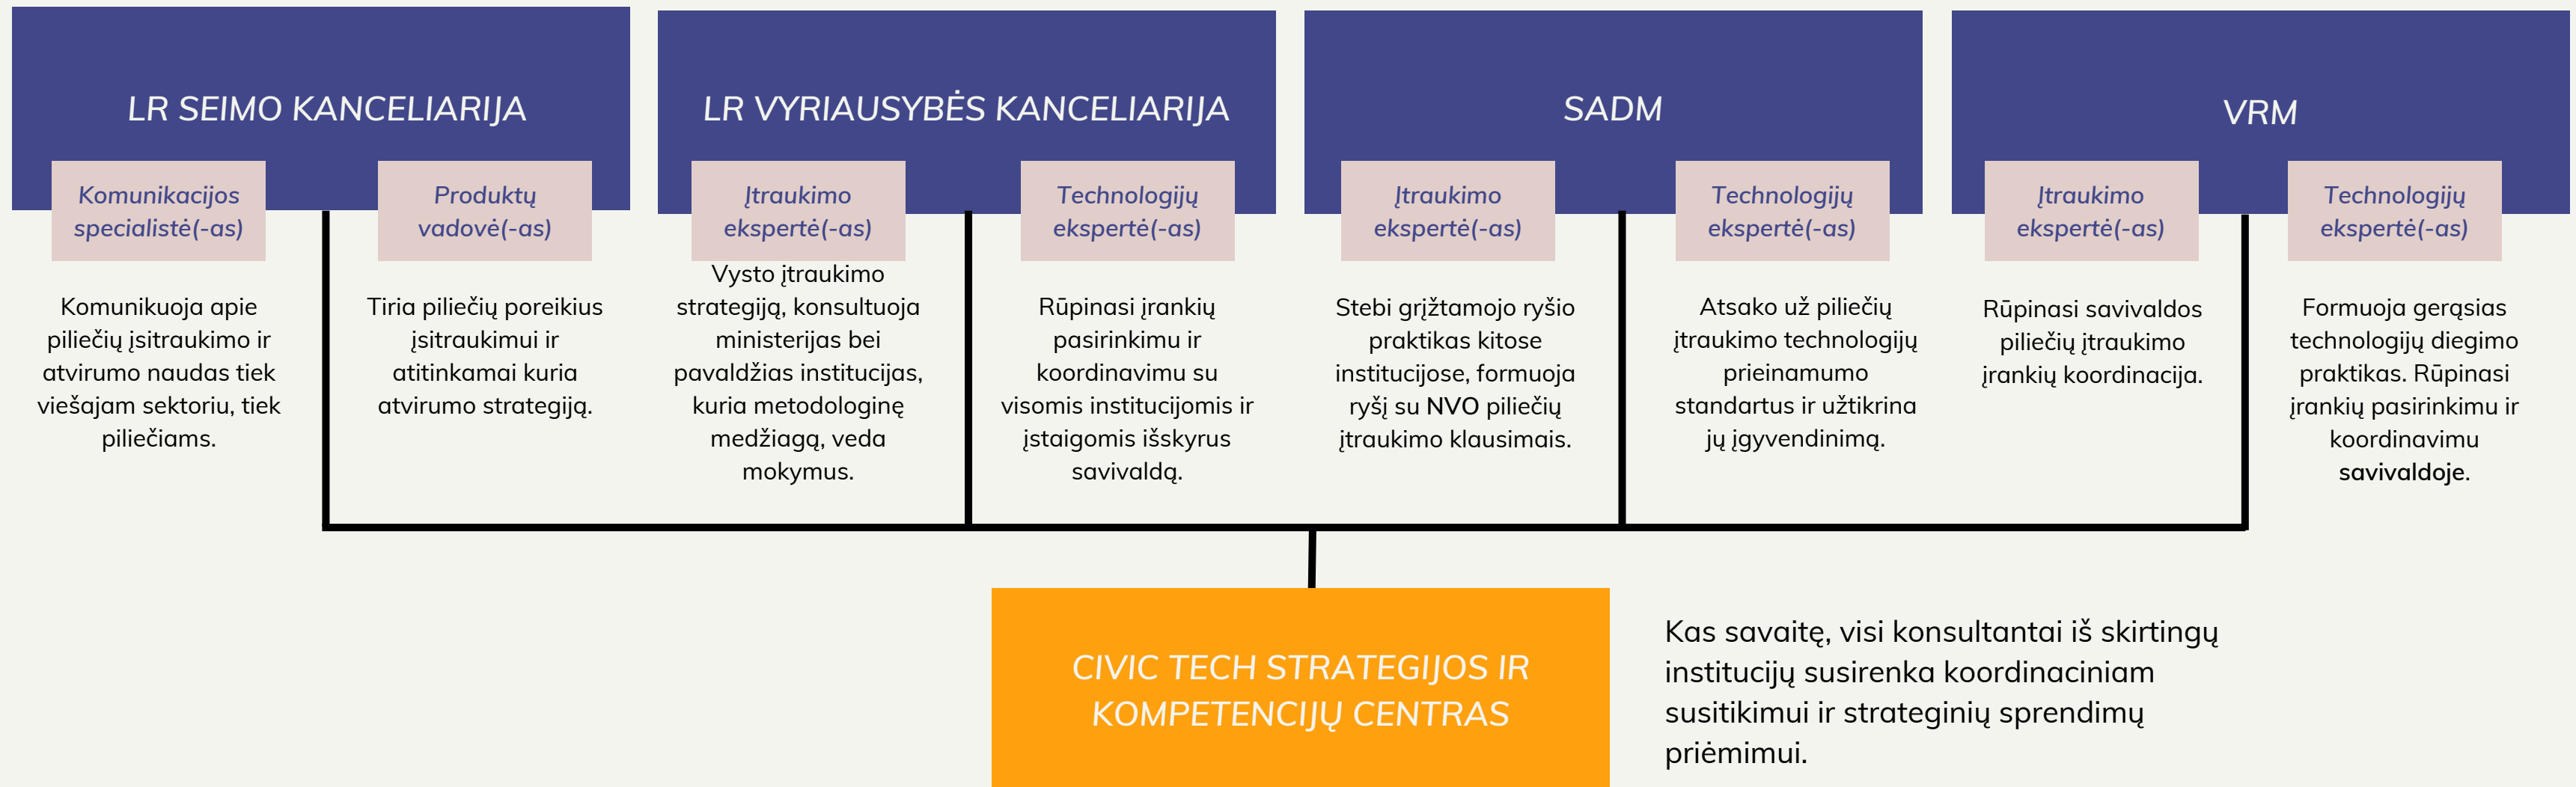 LR SEIMO KANCELIARIJA
Komunikacijos
specialistė(-as)
Komunikuoja apie
piliečių įsitraukimo ir
atvirumo naudas tiek
viešajam sektoriu, tiek
piliečiams.
Produktų
vadovė(-as)
Tiria piliečių poreikius
įsitraukimui ir
atitinkamai kuria
atvirumo strategiją.
LR VYRIAUSYBĖS KANCELIARIJA
Įtraukimo
ekspertė(-as)
Vysto įtraukimo
strategiją, konsultuoja
ministerijas bei
pavaldžias institucijas,
kuria metodologinę
medžiagą, veda
mokymus.
Technologijų
ekspertė(-as)
Rūpinasi įrankių
pasirinkimu ir
koordinavimu su
visomis institucijomis ir
įstaigomis išskyrus
savivaldą.
SADM
Įtraukimo
ekspertė(-as)
Stebi grįžtamojo ryšio
praktikas kitose
institucijose, formuoja
ryšį su NVO piliečių
įtraukimo klausimais.
Technologijų
ekspertė(-as)
Atsako už piliečių
įtraukimo technologijų
prieinamumo
standartus ir užtikrina
jų įgyvendinimą.
VRM
Įtraukimo
ekspertė(-as)
Rūpinasi savivaldos
piliečių įtraukimo
įrankių koordinacija.
Technologijų
ekspertė(-as)
Formuoja gerąsias
technologijų diegimo
praktikas. Rūpinasi
įrankių pasirinkimu ir
koordinavimu
savivaldoje.
CIVIC TECH STRATEGIJOS IR
KOMPETENCIJŲ CENTRAS
Kas savaitę, visi konsultantai iš skirtingų
institucijų susirenka koordinaciniam
susitikimui ir strateginių sprendimų
priėmimui.